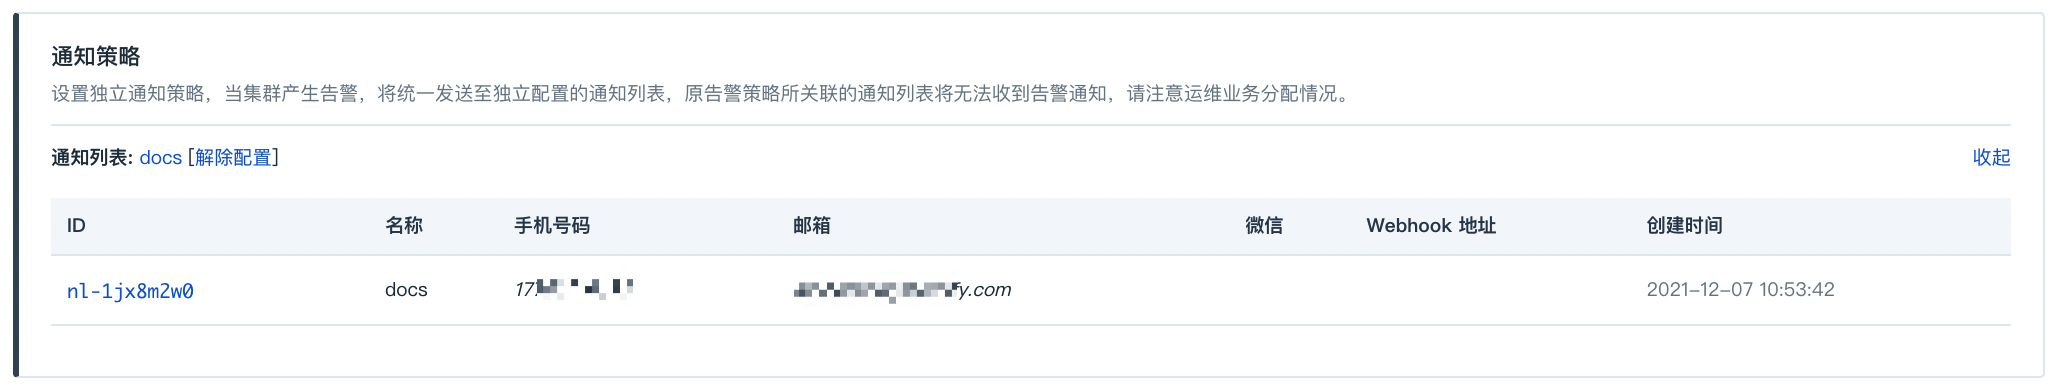 通知策略
设置独立通知策略，当集群产生告警，将统一发送至独立配置的通知列表，原告警策略所关联的通知列表将无法收到告警通知，请注意运维业务分配情况。
通知列表: docs [解除配置] 收起
ID 名称 手机号码 邮箱 微信 Webhook 地址 创建时间
nl-1jx8m2w0 docs 17 y.com 2021-12-07 10:53:42